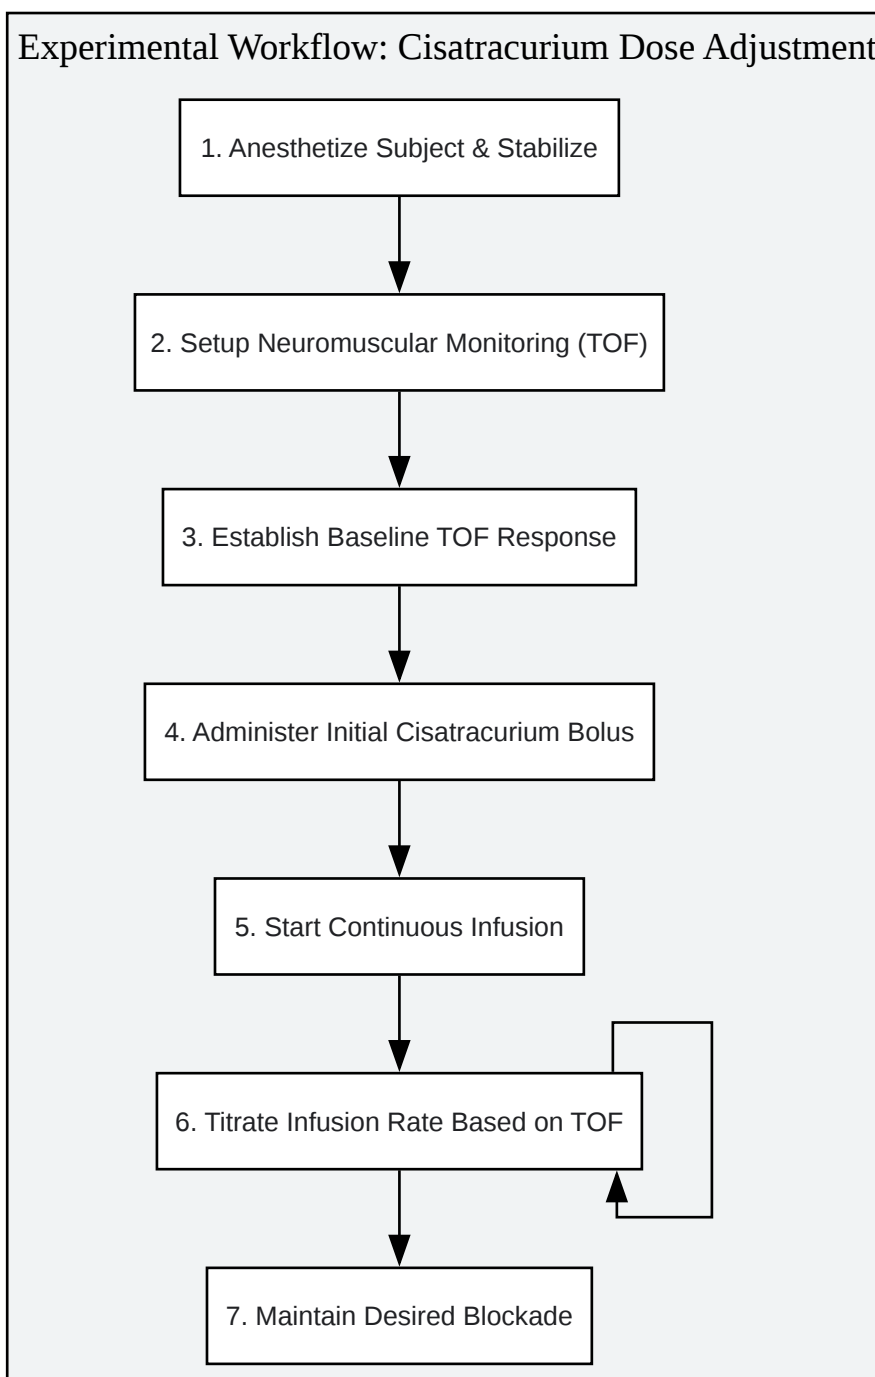 Experimental Workflow: Cisatracurium Dose Adjustment
1. Anesthetize Subject & Stabilize
2. Setup Neuromuscular Monitoring (TOF)
3. Establish Baseline TOF Response
4. Administer Initial Cisatracurium Bolus
5. Start Continuous Infusion
6. Titrate Infusion Rate Based on TOF
7. Maintain Desired Blockade